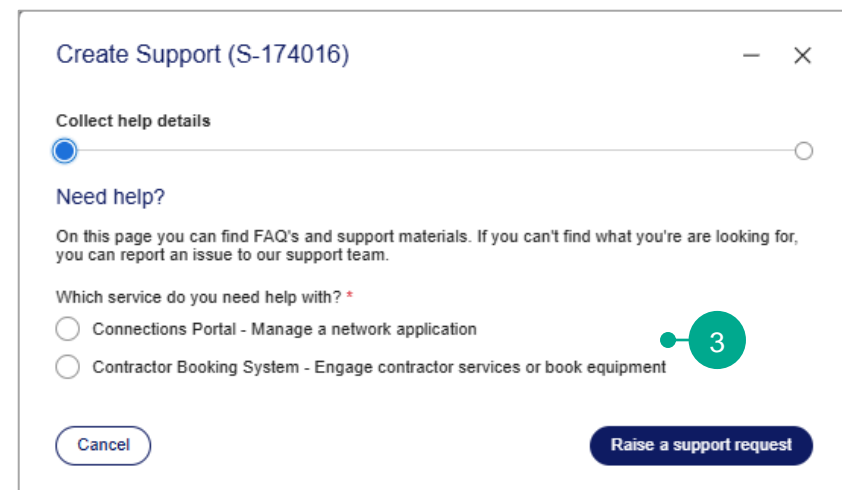 Create Support (S-174016)
Collect help details
Need help?
On this page you can find FAQ's and support materials. If you can't find what you're are looking for,
you can report an issue to our support team.
Which service do you need help with? *
Connections Portal - Manage a network application
3
Contractor Booking System - Engage contractor services or book equipment
Cancel
Raise a support request